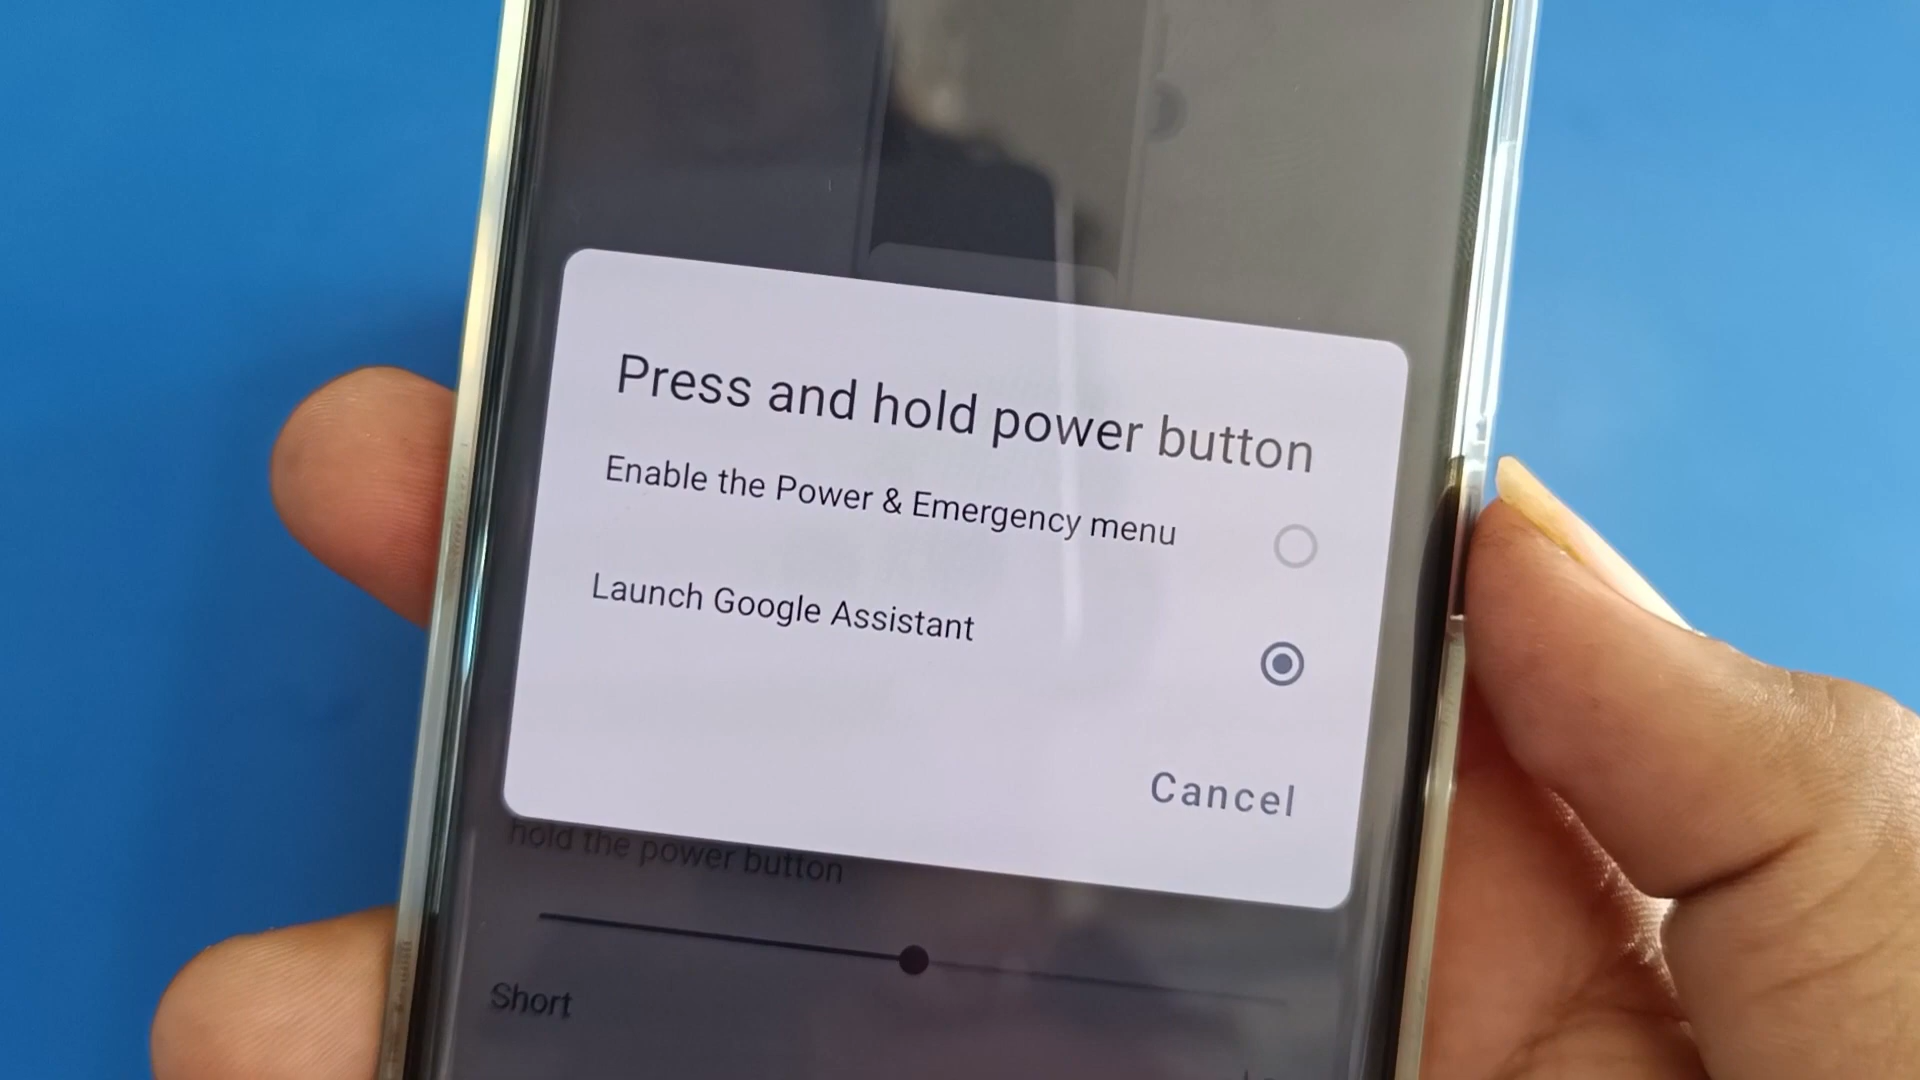 Press and hold power button
Enable the Power & Emergency menu
Launch Google Assistant
Cancel
hold the power button
Short